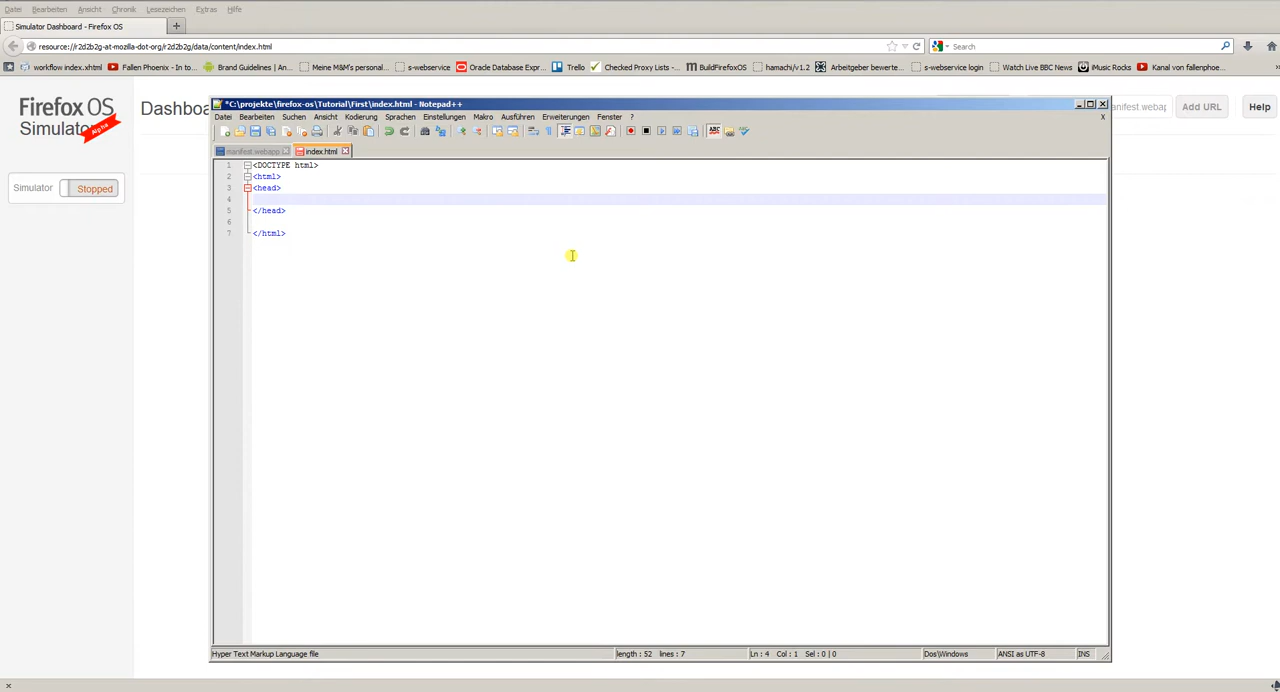 Datei Bearbeiten Ansicht Chronik Lesezeichen Extras Hilfe
Simulator Dashboard - Firefox OS
resource://r2d2b2g-at-mozilla-dot-org/r2d2b2g/data/content/index.html
Search
workflow index.xhtml Fallen Phoenix - In to... Brand Guidelines | An... Meine M&M's personal... s-webservice Oracle Database Expr... Trello Checked Proxy Lists -... BuildFirefoxOS hamachi/v1.2 Arbeitgeber bewerte... s-webservice login Watch Live BBC News iMusic Rocks Kanal von fallenphoe...
Firefox OS
Simulator
Alpha
Dashboa
anifest webap
Add URL
Help
Simulator Stopped
*C:\projekte\firefox-os\Tutorial\First\index.html - Notepad++
Datei Bearbeiten Suchen Ansicht Kodierung Sprachen Einstellungen Makro Ausführen Erweiterungen Fenster ? X
manifest.webapp index.html
1 <DOCTYPE html>
2 <html>
3 <head>
4
5 </head>
6
7 </html>
Hyper Text Markup Language file length : 52 lines : 7 Ln : 4 Col : 1 Sel : 0 | 0 Dos\Windows ANSI as UTF-8 INS